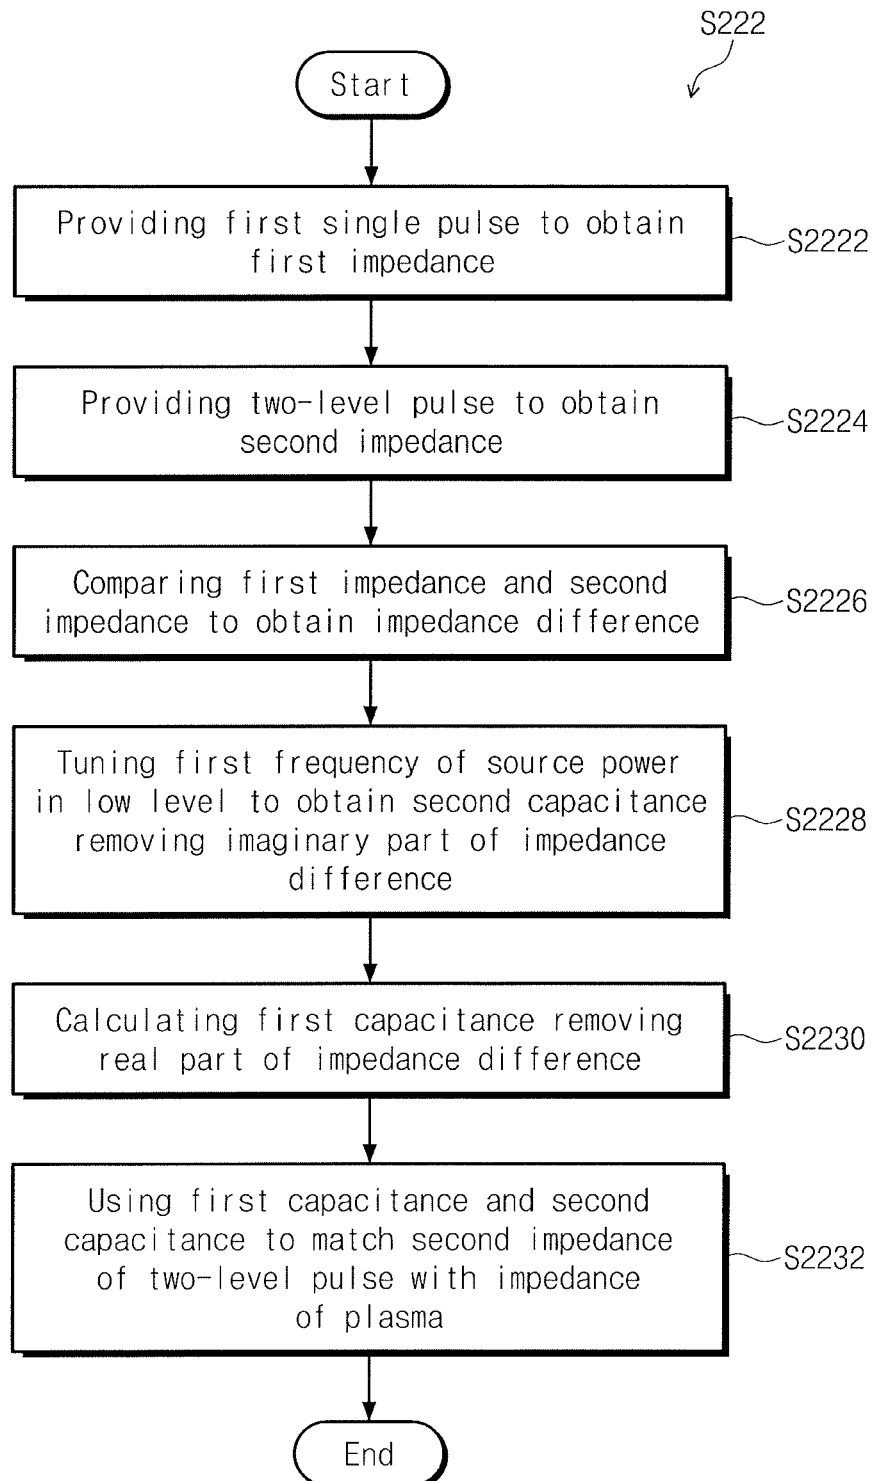 S222
Start
Providing first single pulse to obtain
first impedance
S2222
Providing two-level pulse to obtain
second impedance
S2224
Comparing first impedance and second
impedance to obtain impedance difference
S2226
Tuning first frequency of source power
in low level to obtain second capacitance
removing imaginary part of impedance
difference
S2228
Calculating first capacitance removing
real part of impedance difference
S2230
Using first capacitance and second
capacitance to match second impedance
of two-level pulse with impedance
of plasma
S2232
End